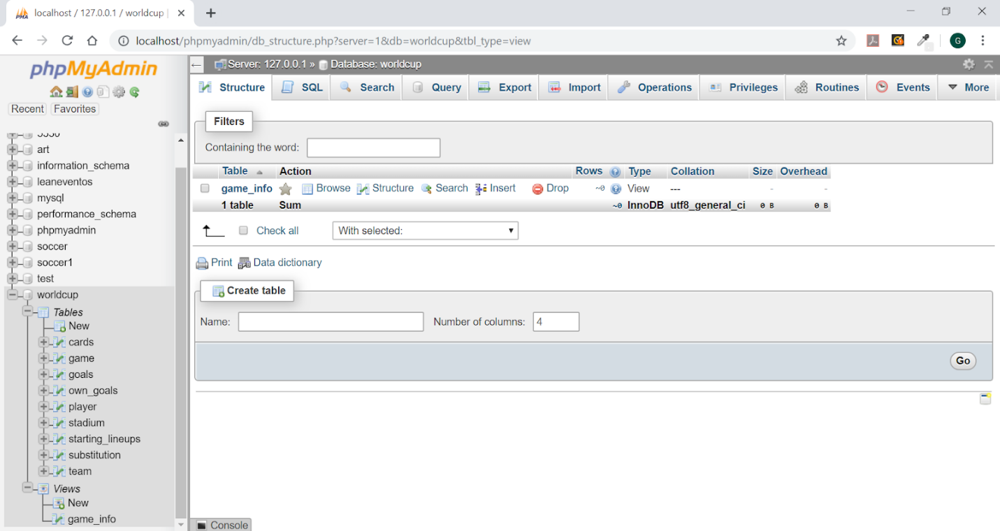 localhost / 127.0.0.1 / worldcup |
localhost/phpmyadmin/db_structure.php?server=1&db=worldcup&tbl_type=view
G
phpMyAdmin
Recent Favorites
art
information_schema
leaneventos
mysql
performance_schema
phpmyadmin
soccer
soccer1
test
worldcup
Tables
New
cards
game
goals
own_goals
player
stadium
starting_lineups
substitution
team
Views
New
game_info
Server: 127.0.0.1 » Database: worldcup
Structure SQL Search Query Export Import Operations Privileges Routines Events More
Filters
Containing the word:
Table Action Rows Type Collation Size Overhead
game_info Browse Structure Search Insert Drop ~0 View --- - -
1 table Sum ~0 InnoDB utf8_general_ci 0 B 0 B
Check all With selected:
Print Data dictionary
Create table
Name: Number of columns: 4
Go
Console